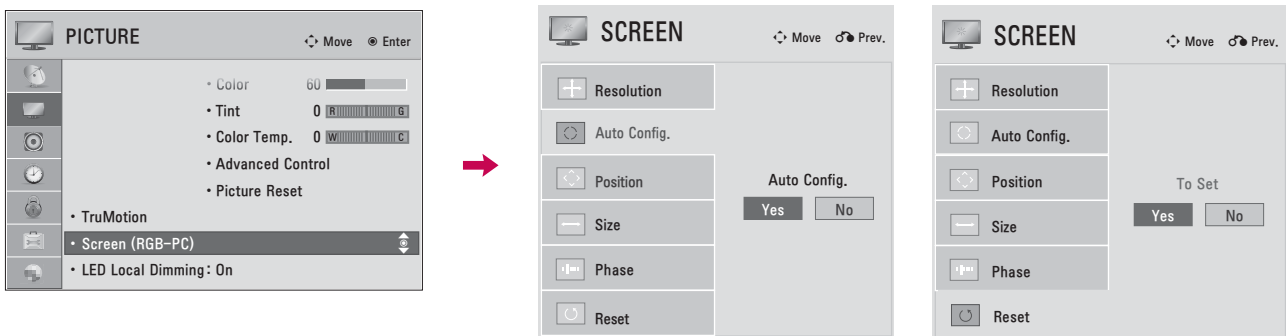 PICTURE
Move Enter
• Color 60
• Tint 0 R G
• Color Temp. 0 W C
• Advanced Control
• Picture Reset
• TruMotion
• Screen (RGB-PC)
• LED Local Dimming: On
SCREEN
Move Prev.
Resolution
Auto Config.
Position
Size
Phase
Reset
Auto Config.
Yes No
SCREEN
Move Prev.
Resolution
Auto Config.
Position
Size
Phase
Reset
To Set
Yes No